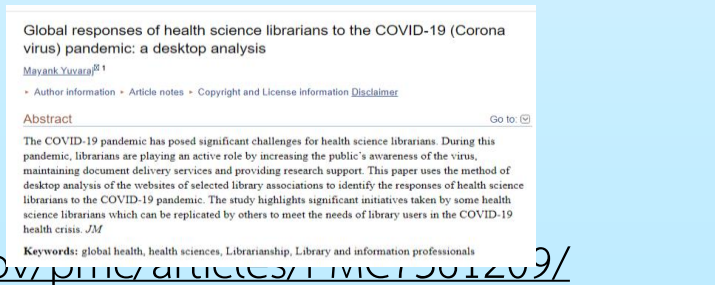 Global responses of health science librarians to the COVID-19 (Corona
virus) pandemic: a desktop analysis
Mayank Yuvaraj 1
Author information • Article notes • Copyright and License information Disclaimer
Abstract Go to:
The COVID-19 pandemic has posed significant challenges for health science librarians. During this
pandemic, librarians are playing an active role by increasing the public's awareness of the virus,
maintaining document delivery services and providing research support. This paper uses the method of
desktop analysis of the websites of selected library associations to identify the responses of health science
librarians to the COVID-19 pandemic. The study highlights significant initiatives taken by some health
science librarians which can be replicated by others to meet the needs of library users in the COVID-19
health crisis. JM
Keywords: global health, health sciences, Librarianship, Library and information professionals